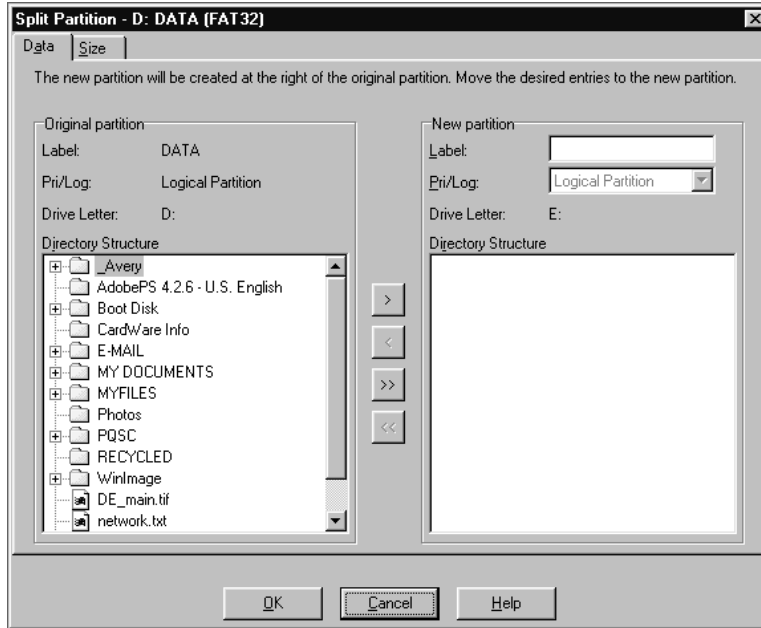 Split Partition - D: DATA (FAT32)
Data Size
The new partition will be created at the right of the original partition. Move the desired entries to the new partition.
Original partition
Label: DATA
Pri/Log: Logical Partition
Drive Letter: D:
Directory Structure
_Avery
AdobePS 4.2.6 - U.S. English
Boot Disk
CardWare Info
E-MAIL
MY DOCUMENTS
MYFILES
Photos
PQSC
RECYCLED
WinImage
DE_main.tif
network.txt
>
<
>>
<<
New partition
Label:
Pri/Log: Logical Partition
Drive Letter: E:
Directory Structure
OK Cancel Help